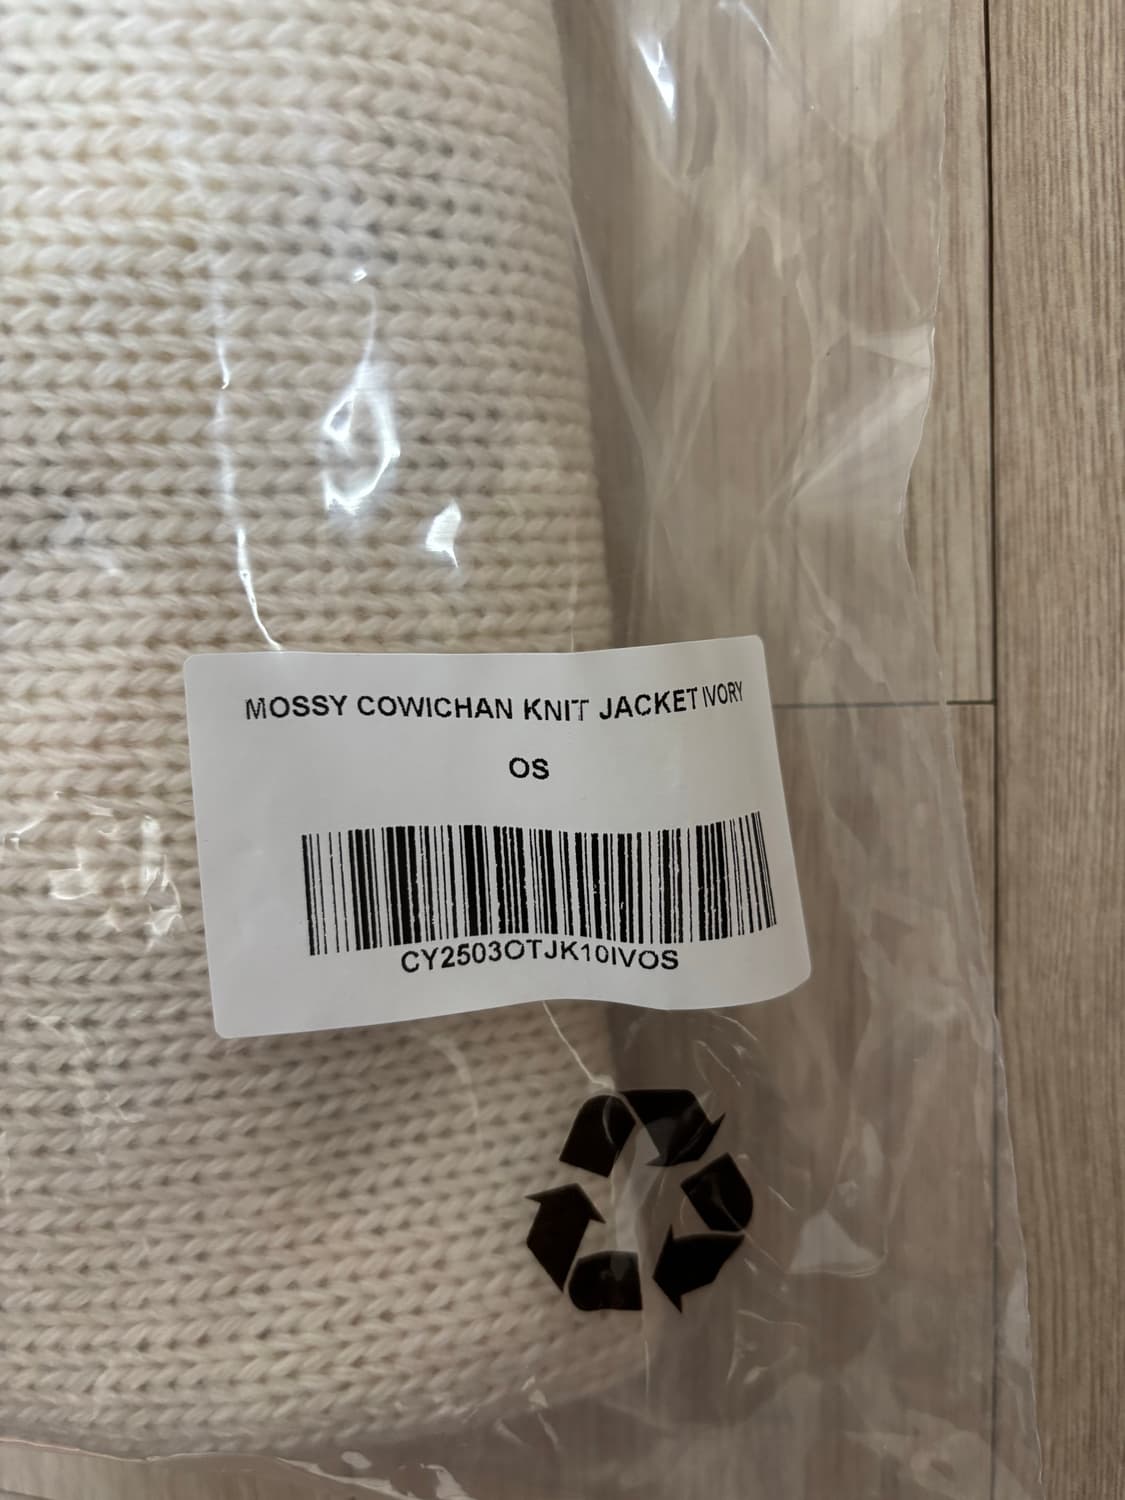 MOSSY COWICHAN KNIT JACKET IVORY
OS
CY2503OTJK10IVOS